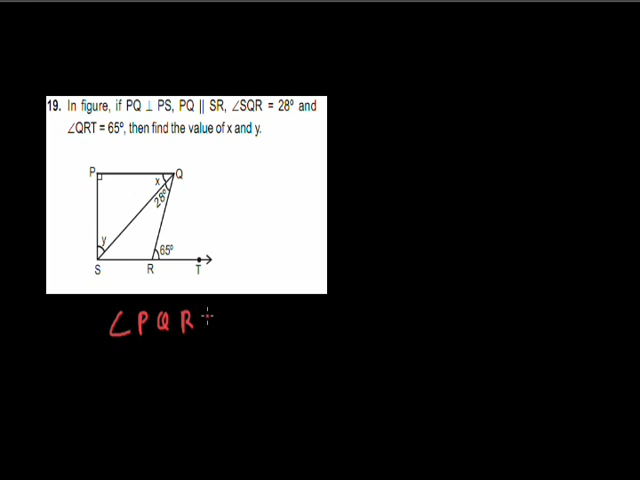 19. In figure, if PQ ⊥ PS, PQ || SR, ∠SQR = 28° and
∠QRT = 65°, then find the value of x and y.
P Q
x
28°
y
65°
S R T
∠PQR